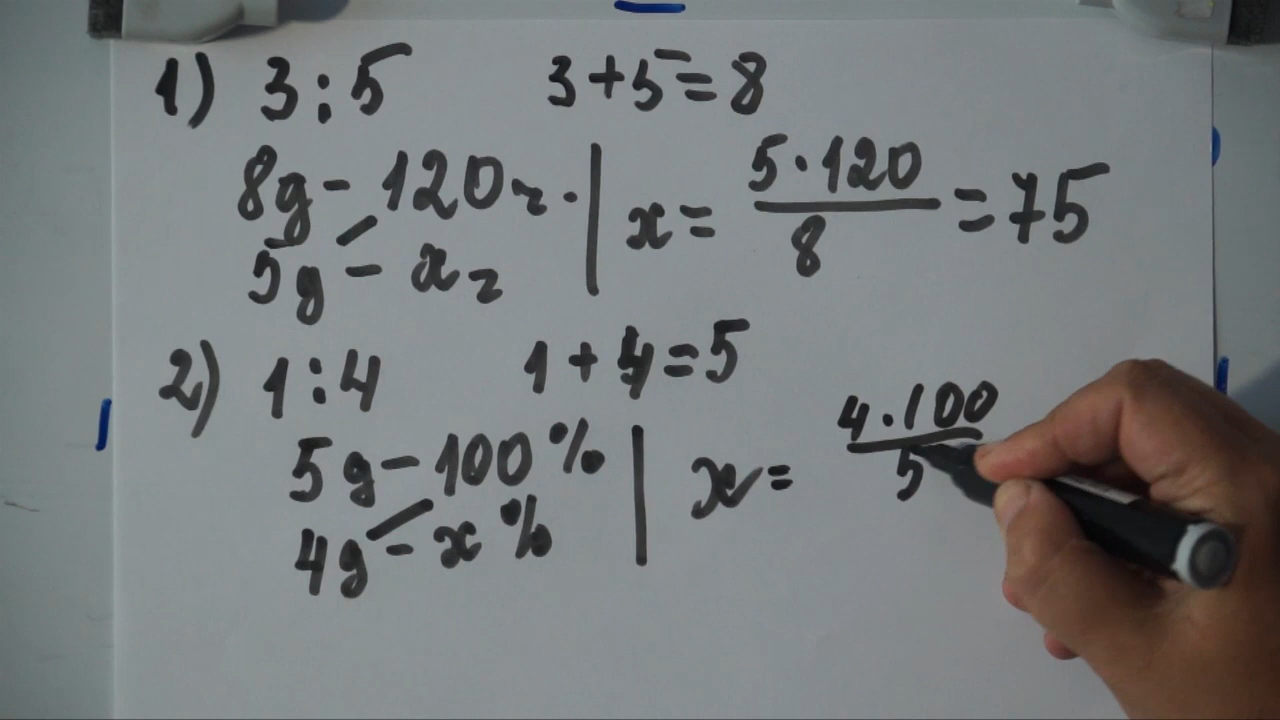 1) 3:5 3+5=8
8g - 120г. | x = 5·120/8 = 75
5g - xг
2) 1:4 1+4=5
5g - 100% | x = 4·100/5
4g - x%